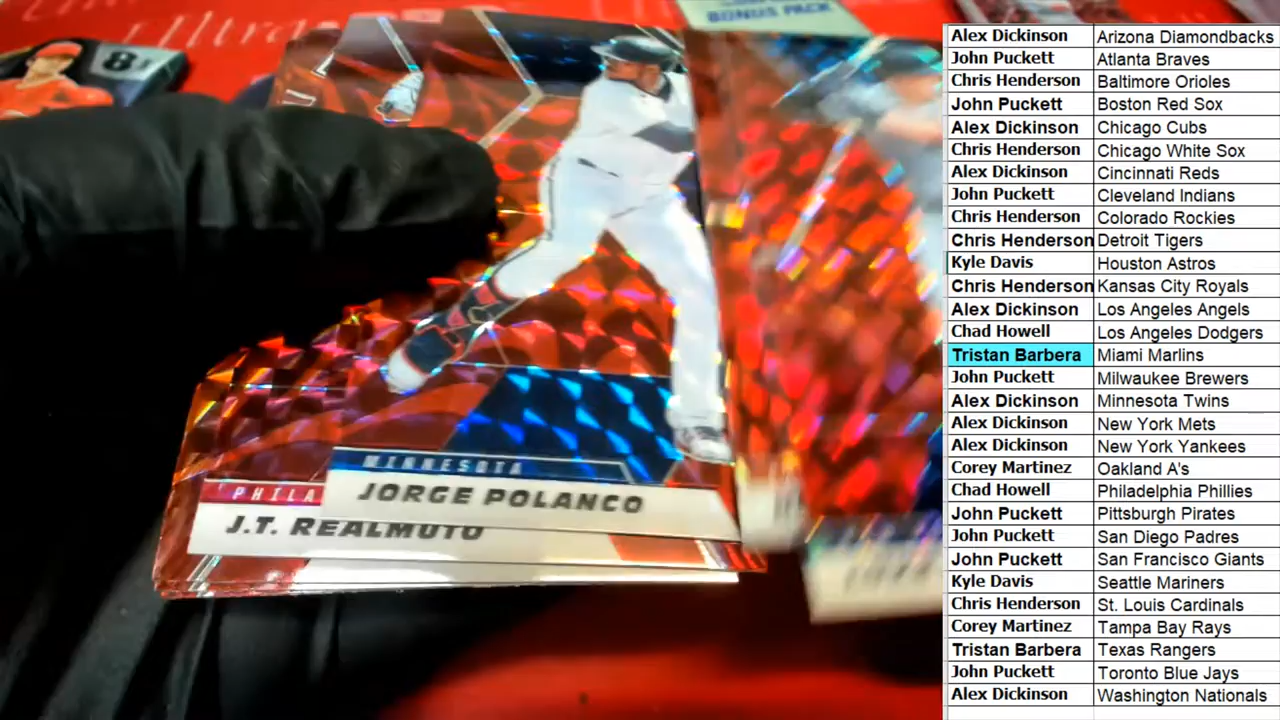 Ultra
BONUS PACK
8
MINNESOTA
JORGE POLANCO
PHILA
J.T. REALMUTO
Alex Dickinson Arizona Diamondbacks
John Puckett Atlanta Braves
Chris Henderson Baltimore Orioles
John Puckett Boston Red Sox
Alex Dickinson Chicago Cubs
Chris Henderson Chicago White Sox
Alex Dickinson Cincinnati Reds
John Puckett Cleveland Indians
Chris Henderson Colorado Rockies
Chris Henderson Detroit Tigers
Kyle Davis Houston Astros
Chris Henderson Kansas City Royals
Alex Dickinson Los Angeles Angels
Chad Howell Los Angeles Dodgers
Tristan Barbera Miami Marlins
John Puckett Milwaukee Brewers
Alex Dickinson Minnesota Twins
Alex Dickinson New York Mets
Alex Dickinson New York Yankees
Corey Martinez Oakland A's
Chad Howell Philadelphia Phillies
John Puckett Pittsburgh Pirates
John Puckett San Diego Padres
John Puckett San Francisco Giants
Kyle Davis Seattle Mariners
Chris Henderson St. Louis Cardinals
Corey Martinez Tampa Bay Rays
Tristan Barbera Texas Rangers
John Puckett Toronto Blue Jays
Alex Dickinson Washington Nationals